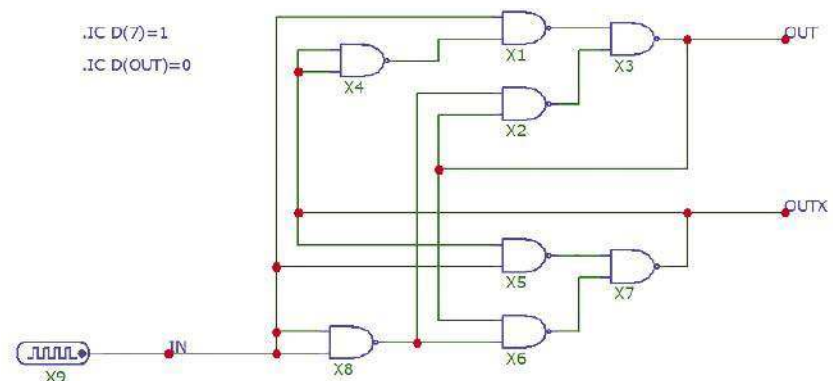 .IC D(7)=1
.IC D(OUT)=0
X1
X3
OUT
X4
X2
OUTX
X5
X7
IN
X8
X6
X9